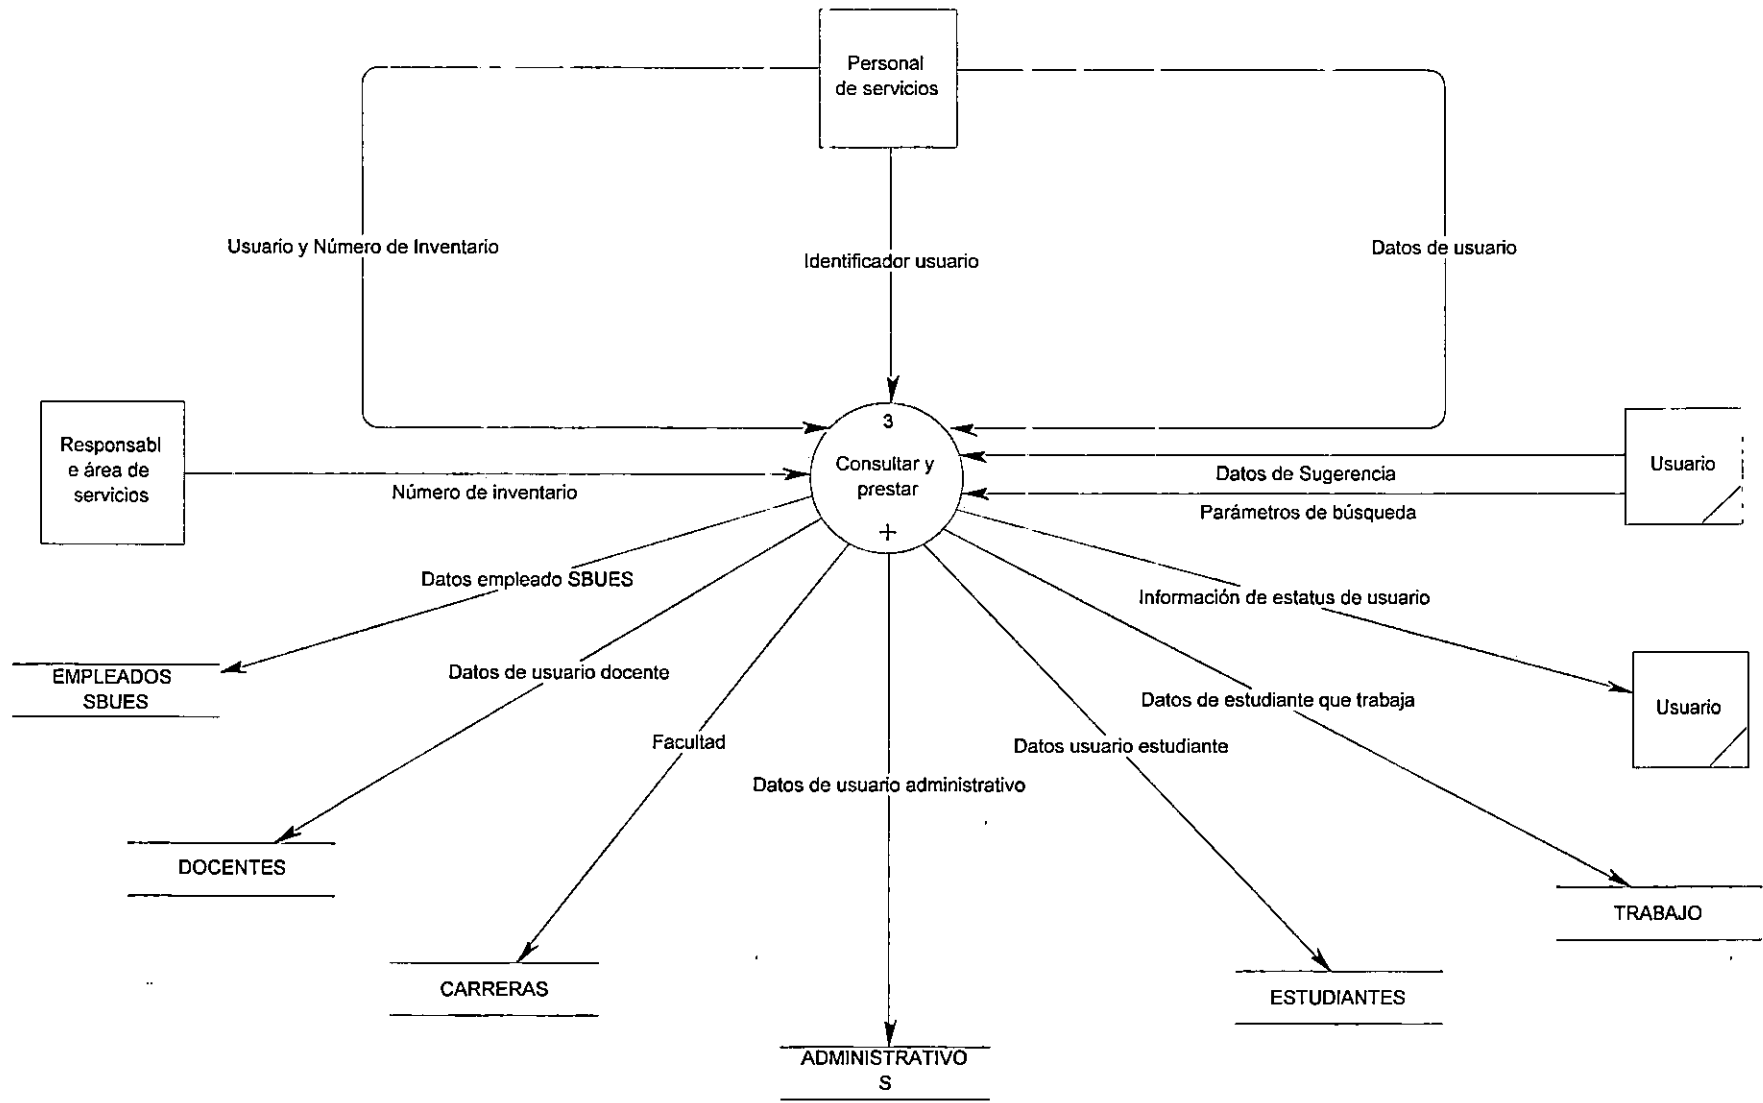 Personal
de servicios
Usuario y Número de Inventario
Identificador usuario
Datos de usuario
Responsabl
e área de
servicios
Número de inventario
3
Consultar y
prestar
Datos de Sugerencia
Parámetros de búsqueda
Usuario
Datos empleado SBUES
Información de estatus de usuario
EMPLEADOS
SBUES
Datos de usuario docente
Datos de estudiante que trabaja
Usuario
Facultad
Datos usuario estudiante
Datos de usuario administrativo
DOCENTES
TRABAJO
CARRERAS
ESTUDIANTES
ADMINISTRATIVO
S